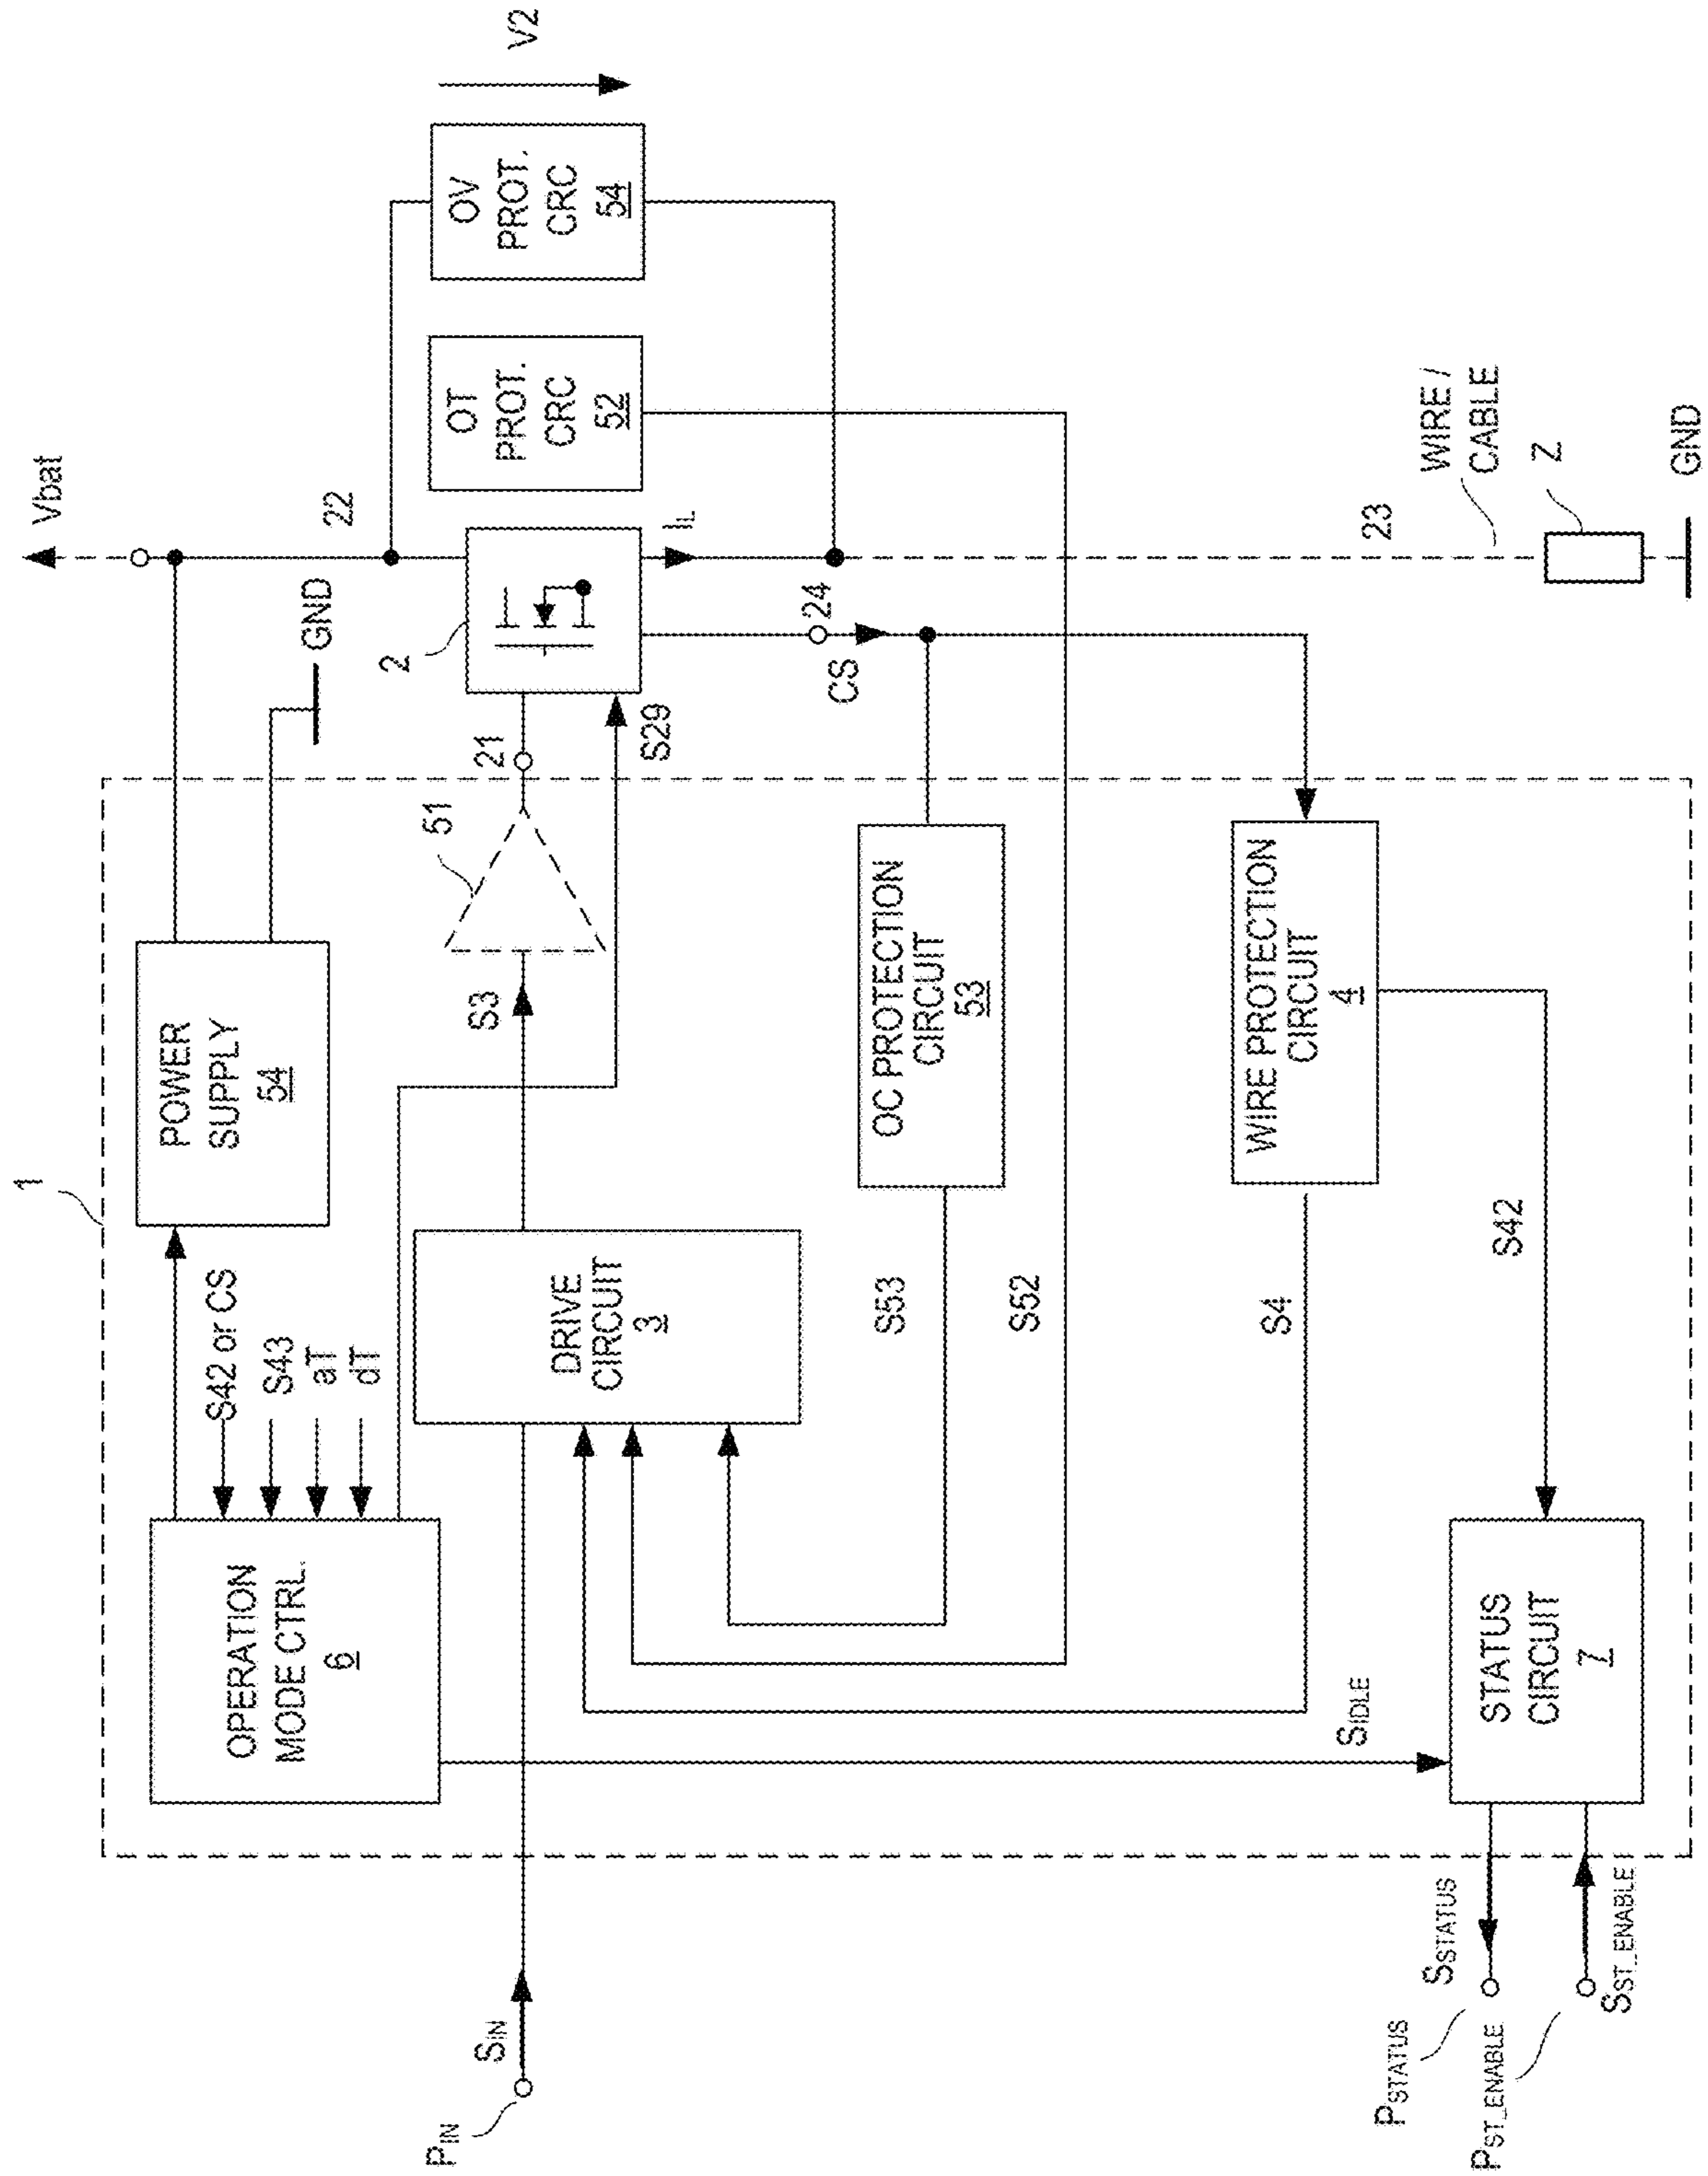 1
Vbat
POWER
SUPPLY
54
GND
22
V2
OPERATION
MODE CTRL.
6
S42 or CS
S43
aT
dT
2
OT
PROT.
CRC
52
OV
PROT.
CRC
54
PIN
SIN
DRIVE
CIRCUIT
3
S3
51
21
S29
IL
24
CS
OC PROTECTION
CIRCUIT
53
S53
S52
WIRE PROTECTION
CIRCUIT
4
S4
S42
23
WIRE /
CABLE
Z
GND
SIDLE
STATUS
CIRCUIT
7
PSTATUS
SSTATUS
PST_ENABLE
SST_ENABLE